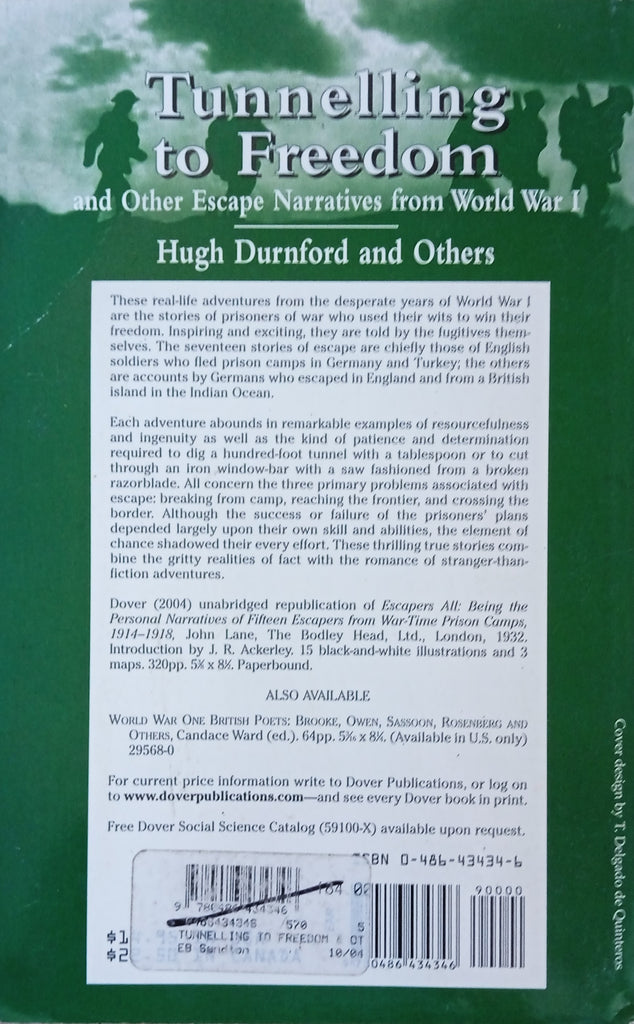 Tunnelling
to Freedom
and Other Escape Narratives from World War I
Hugh Durnford and Others
These real-life adventures from the desperate years of World War I
are the stories of prisoners of war who used their wits to win their
freedom. Inspiring and exciting, they are told by the fugitives them-
selves. The seventeen stories of escape are chiefly those of English
soldiers who fled prison camps in Germany and Turkey; the others
are accounts by Germans who escaped in England and from a British
island in the Indian Ocean.
Each adventure abounds in remarkable examples of resourcefulness
and ingenuity as well as the kind of patience and determination
required to dig a hundred-foot tunnel with a tablespoon or to cut
through an iron window-bar with a saw fashioned from a broken
razorblade. All concern the three primary problems associated with
escape: breaking from camp, reaching the frontier, and crossing the
border. Although the success or failure of the prisoners' plans
depended largely upon their own skill and abilities, the element of
chance shadowed their every effort. These thrilling true stories com-
bine the gritty realities of fact with the romance of stranger-than-
fiction adventures.
Dover (2004) unabridged republication of Escapers All: Being the
Personal Narratives of Fifteen Escapers from War-Time Prison Camps,
1914–1918, John Lane, The Bodley Head, Ltd., London, 1932.
Introduction by J. R. Ackerley. 15 black-and-white illustrations and 3
maps. 320pp. 5⅜ x 8½. Paperbound.
ALSO AVAILABLE
WORLD WAR ONE BRITISH POETS: BROOKE, OWEN, SASSOON, ROSENBERG AND
OTHERS, Candace Ward (ed.). 64pp. 5³⁄₁₆ x 8¼. (Available in U.S. only)
29568-0
For current price information write to Dover Publications, or log on
to www.doverpublications.com—and see every Dover book in print.
Free Dover Social Science Catalog (59100-X) available upon request.
ISBN 0-486-43434-6
90000
570 5
TUNNELLING TO FREEDOM & OT
EB Sandton 10/04
$1
$2
0486 434346
Cover design by T. Delgado de Quinteros